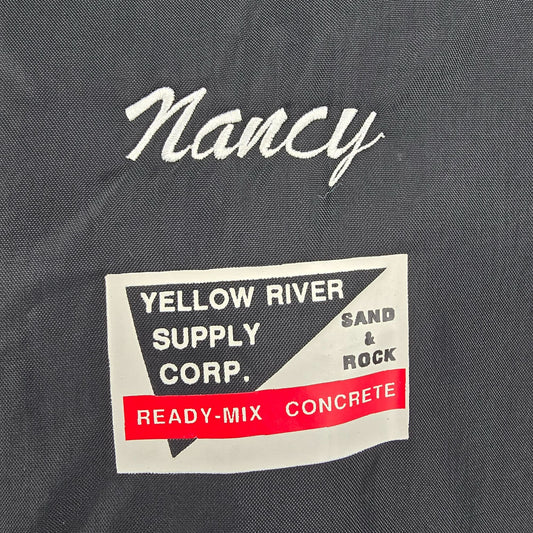 Nancy
YELLOW RIVER
SUPPLY
CORP.
SAND
&
ROCK
READY-MIX CONCRETE